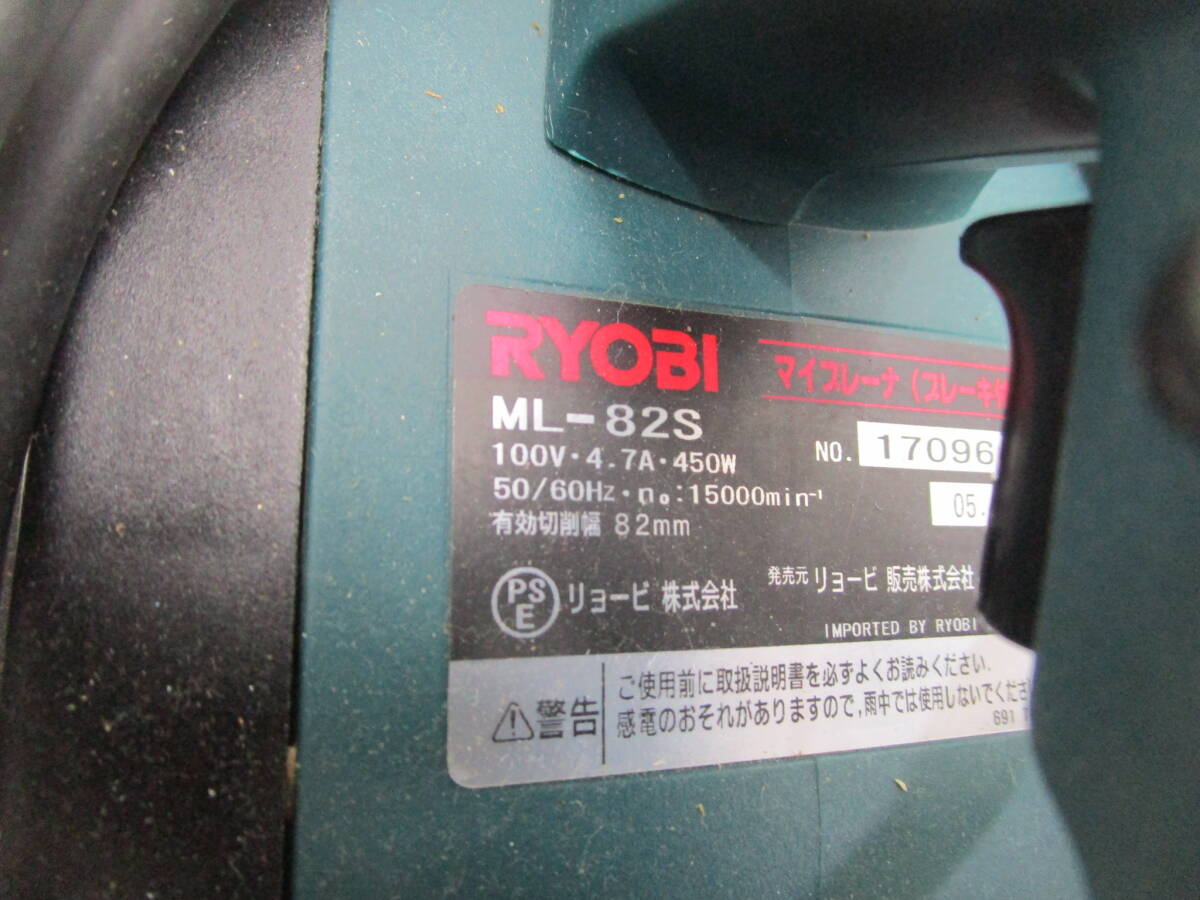 RYOBI マイプレーナ (ブレーキ付
ML-82S
100V・4.7A・450W NO. 17096
50/60Hz・n₀:15000min⁻¹ 05.
有効切削幅 82mm
PS
E
リョービ 株式会社 発売元 リョービ 販売株式会社
IMPORTED BY RYOBI
警告
ご使用前に取扱説明書を必ずよくお読みください.
感電のおそれがありますので,雨中では使用しないでくださ
691